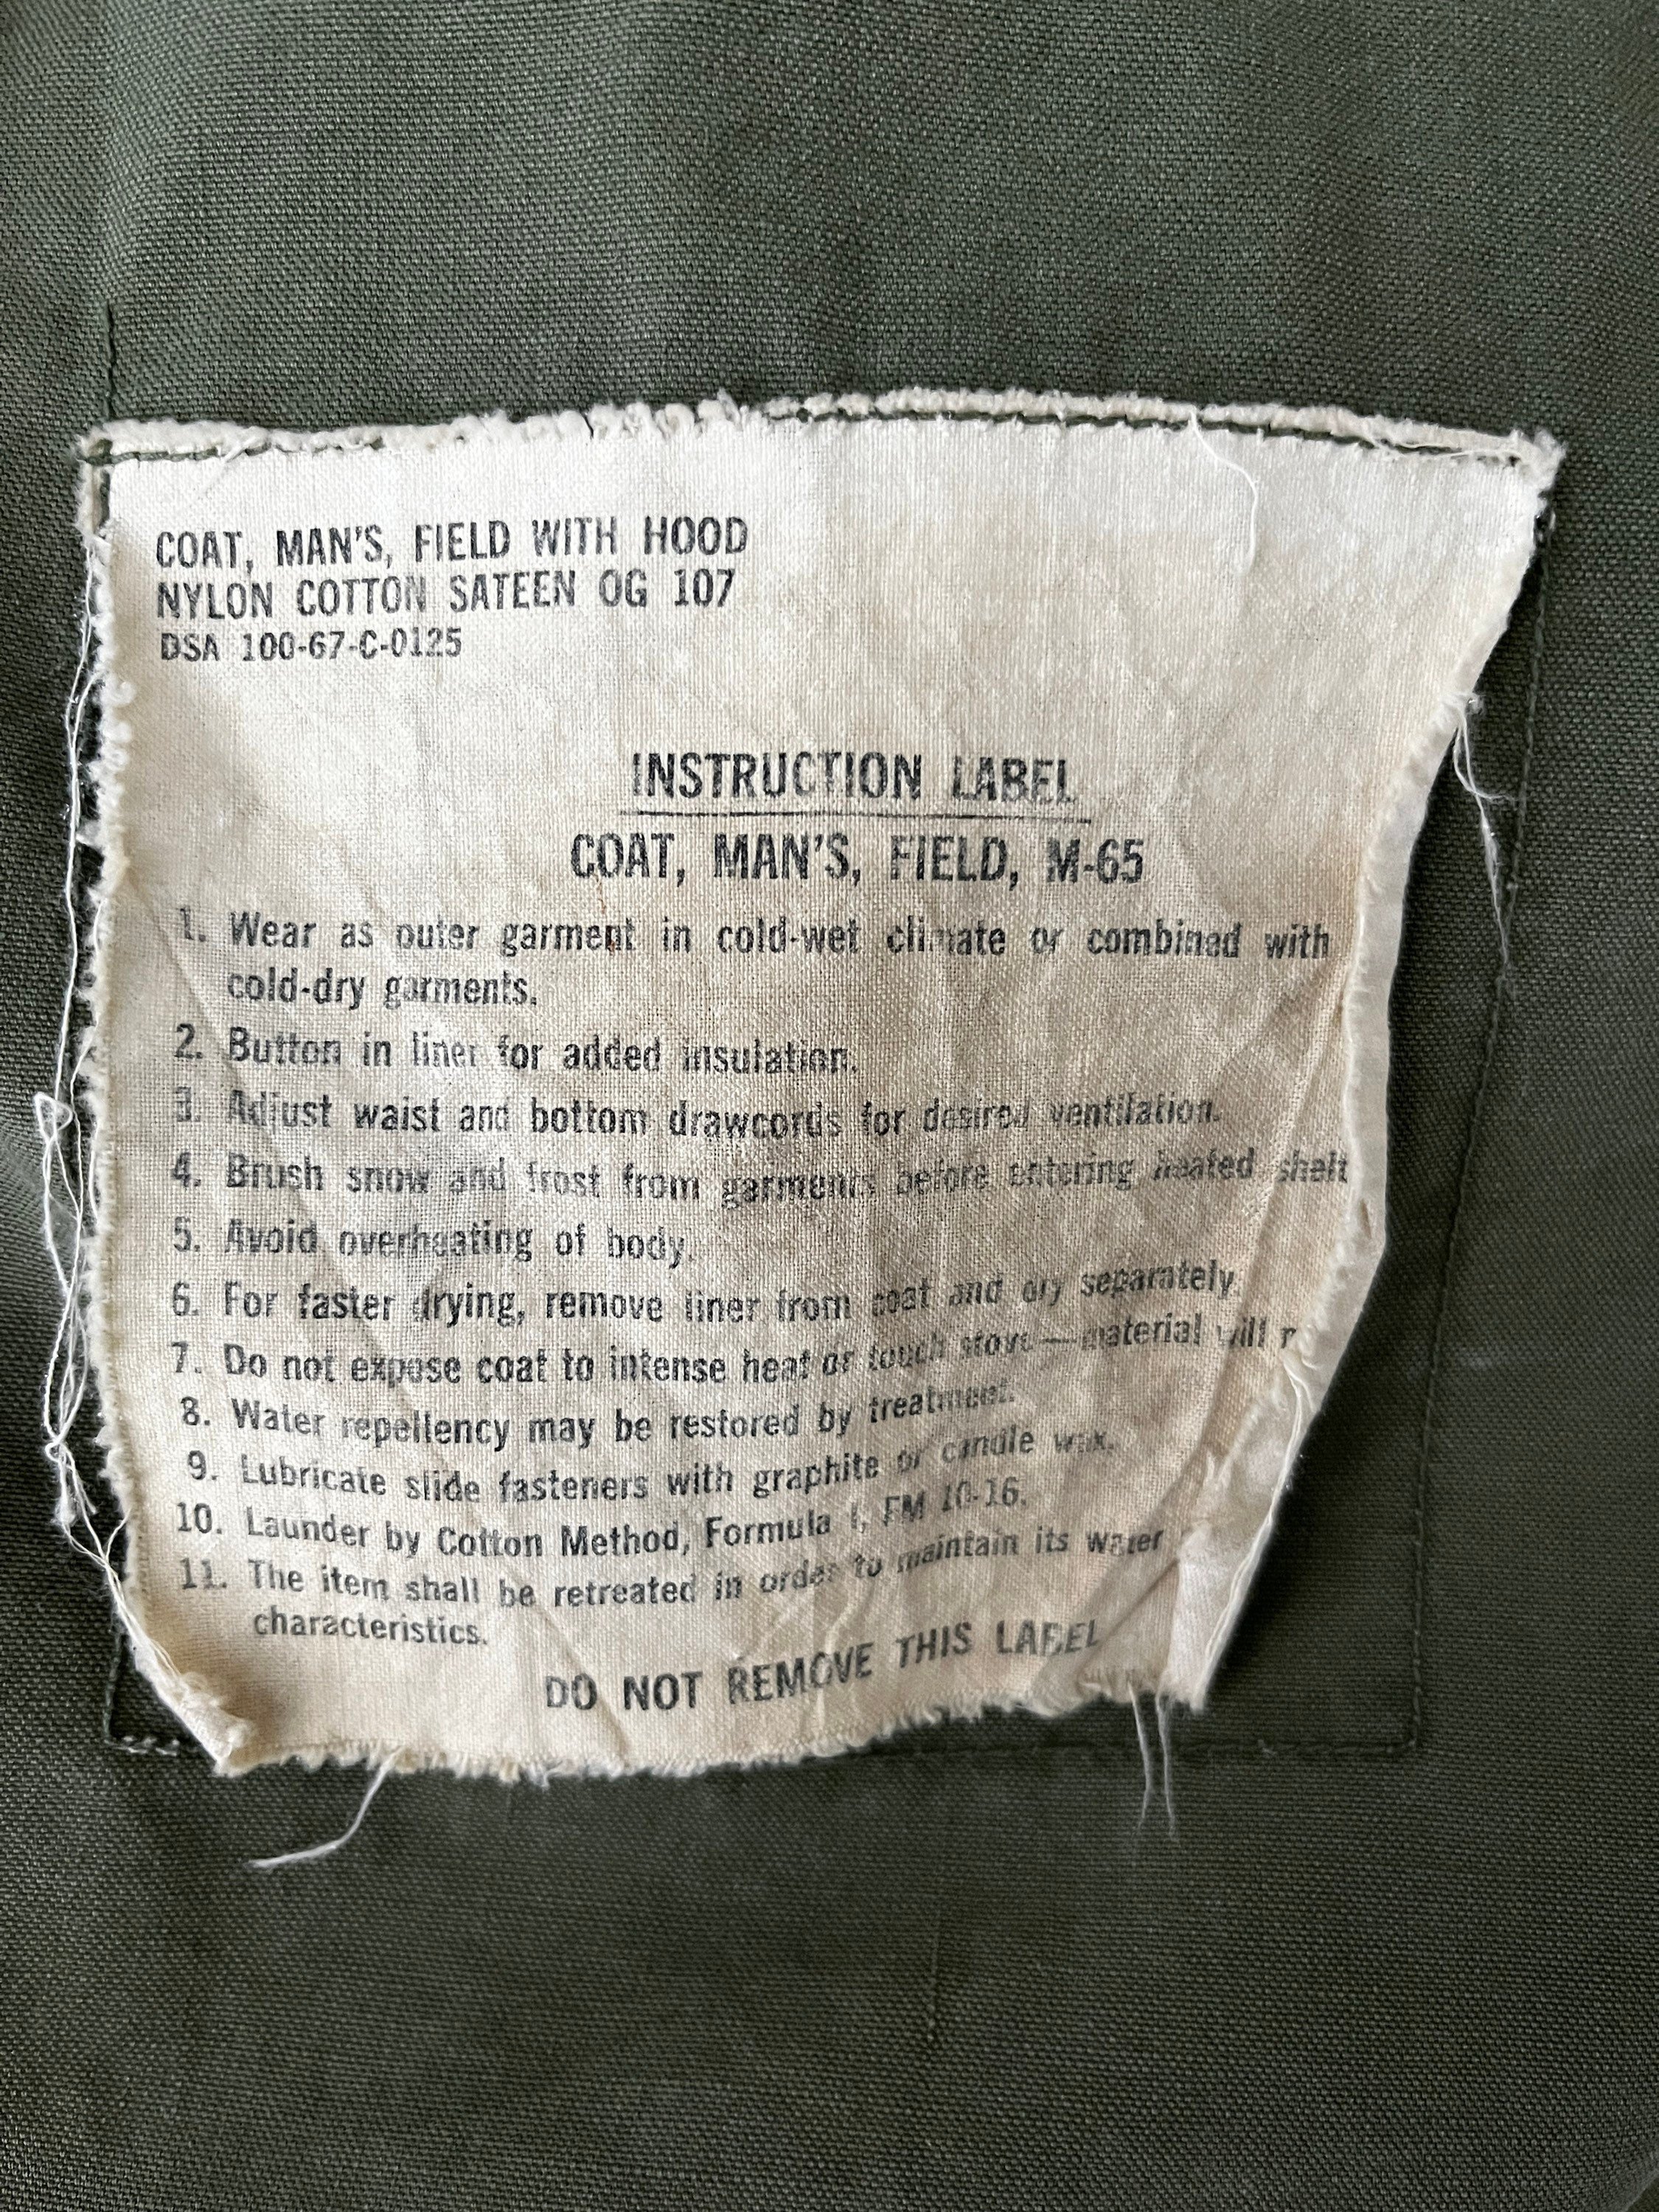 COAT, MAN'S, FIELD WITH HOOD
NYLON COTTON SATEEN OG 107
DSA 100-67-C-0125
INSTRUCTION LABEL
COAT, MAN'S, FIELD, M-65
1. Wear as outer garment in cold-wet climate or combined with
cold-dry garments.
2. Button in liner for added insulation.
3. Adjust waist and bottom drawcords for desired ventilation.
4. Brush snow and frost from garments before entering heated shelt
5. Avoid overheating of body.
6. For faster drying, remove liner from coat and dry separately.
7. Do not expose coat to intense heat or touch stove—material will
8. Water repellency may be restored by treatment.
9. Lubricate slide fasteners with graphite or candle wax.
10. Launder by Cotton Method, Formula I, FM 10-16.
11. The item shall be retreated in order to maintain its water
characteristics.
DO NOT REMOVE THIS LABEL